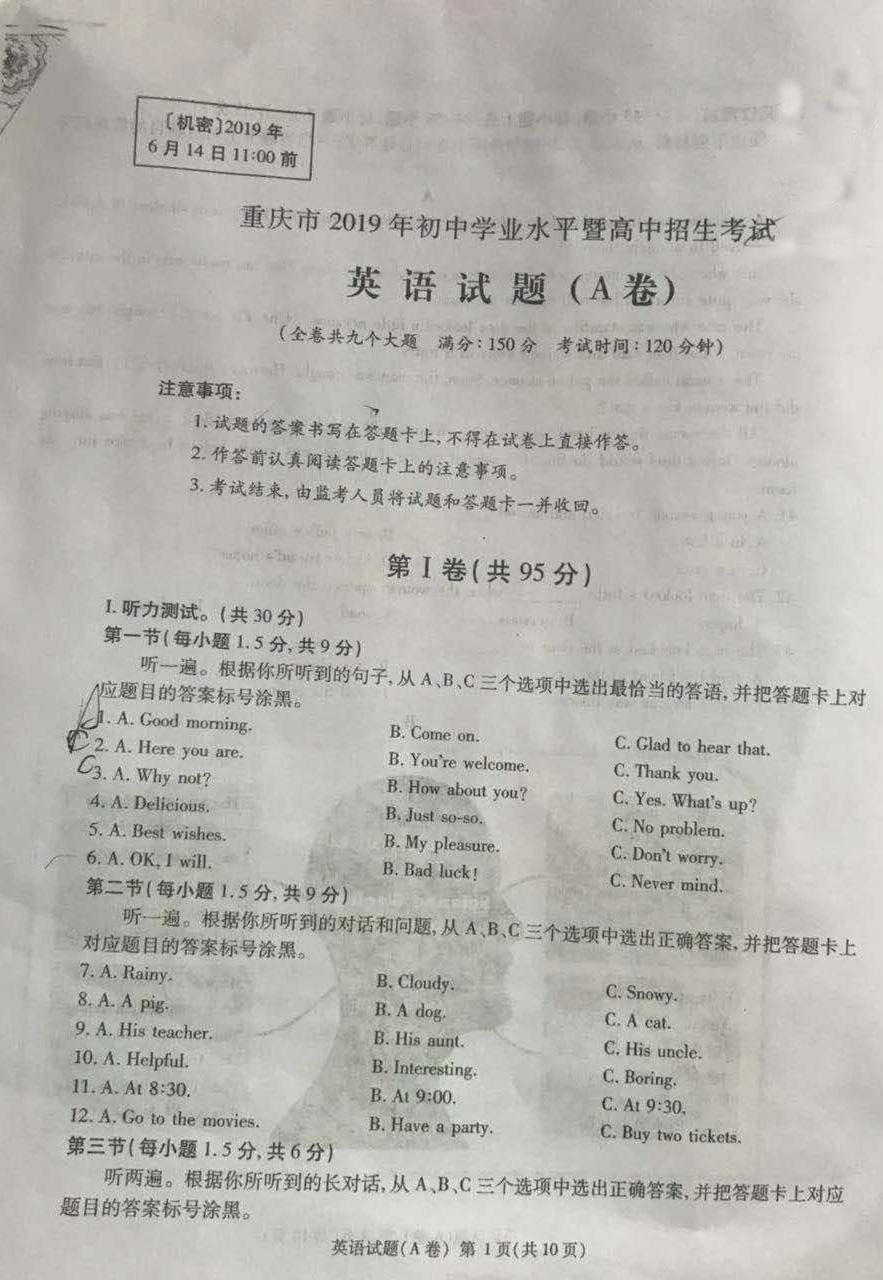 〔机密〕2019年
6月14日11:00前
重庆市2019年初中学业水平暨高中招生考试
英语试题(A卷)
(全卷共九个大题 满分:150分 考试时间:120分钟)
注意事项:
1.试题的答案书写在答题卡上,不得在试卷上直接作答。
2.作答前认真阅读答题卡上的注意事项。
3.考试结束,由监考人员将试题和答题卡一并收回。
第Ⅰ卷(共95分)
I.听力测试。(共30分)
第一节(每小题1.5分,共9分)
听一遍。根据你所听到的句子,从A、B、C三个选项中选出最恰当的答语,并把答题卡上对
应题目的答案标号涂黑。
1. A. Good morning. B. Come on. C. Glad to hear that.
C 2. A. Here you are. B. You're welcome. C. Thank you.
C 3. A. Why not? B. How about you? C. Yes. What's up?
4. A. Delicious. B. Just so-so. C. No problem.
5. A. Best wishes. B. My pleasure. C. Don't worry.
6. A. OK, I will. B. Bad luck! C. Never mind.
第二节(每小题1.5分,共9分)
听一遍。根据你所听到的对话和问题,从A、B、C三个选项中选出正确答案,并把答题卡上
对应题目的答案标号涂黑。
7. A. Rainy. B. Cloudy. C. Snowy.
8. A. A pig. B. A dog. C. A cat.
9. A. His teacher. B. His aunt. C. His uncle.
10. A. Helpful. B. Interesting. C. Boring.
11. A. At 8:30. B. At 9:00. C. At 9:30.
12. A. Go to the movies. B. Have a party. C. Buy two tickets.
第三节(每小题1.5分,共6分)
听两遍。根据你所听到的长对话,从A、B、C三个选项中选出正确答案,并把答题卡上对应
题目的答案标号涂黑。
英语试题(A卷) 第1页(共10页)